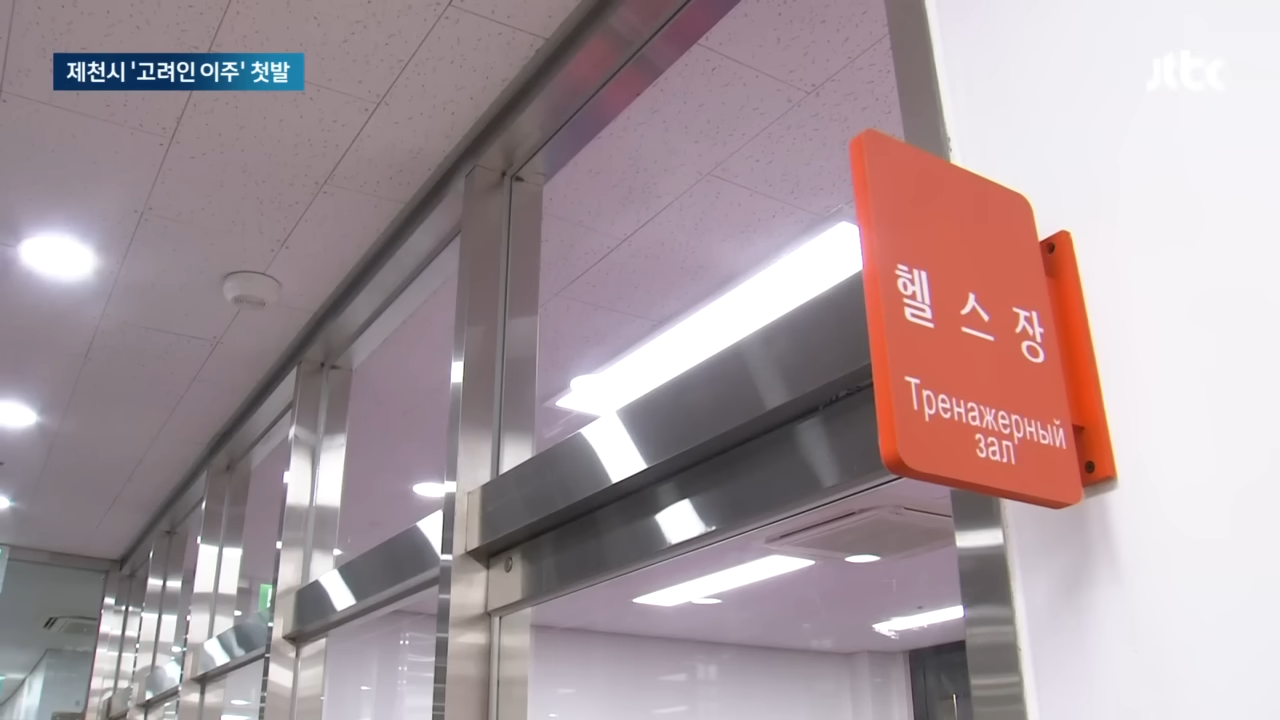 제천시 '고려인 이주' 첫발
jtbc
헬스장
Тренажерный
зал